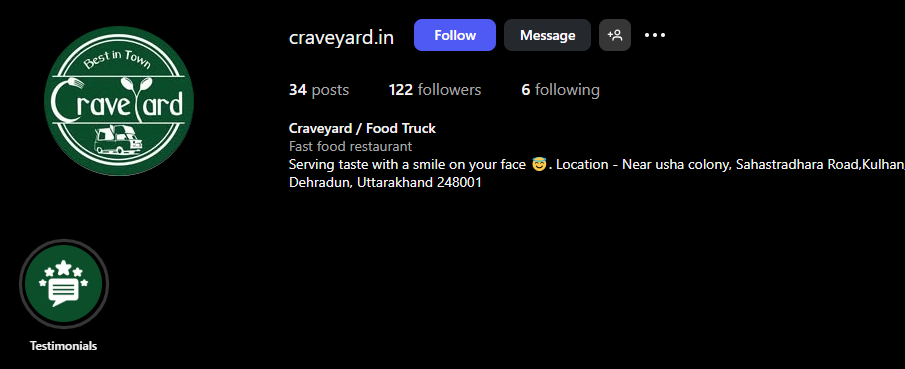 craveyard.in Follow Message
Best in Town
CraveYard
34 posts 122 followers 6 following
Craveyard / Food Truck
Fast food restaurant
Serving taste with a smile on your face 😇. Location - Near usha colony, Sahastradhara Road,Kulhan,
Dehradun, Uttarakhand 248001
Testimonials